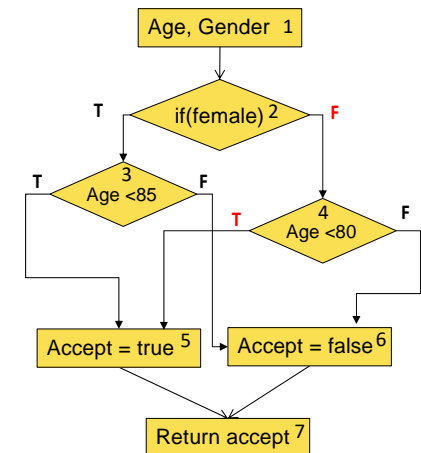 Age, Gender 1
T
if(female) 2
F
T
3
Age <85
F
T
4
Age <80
F
Accept = true 5
Accept = false 6
Return accept 7